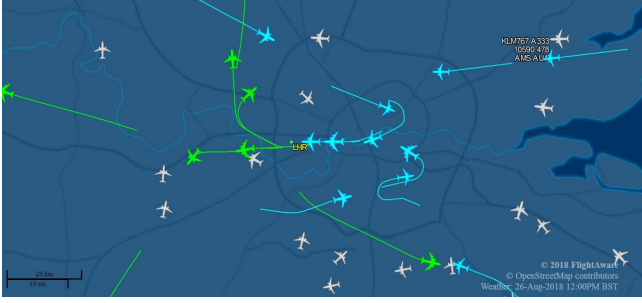 KLM767 A333
10590 478
AMS AUA
LHR
20 km
10 mi
© 2018 FlightAware
© OpenStreetMap contributors
Weather: 26-Aug-2018 12:00PM BST